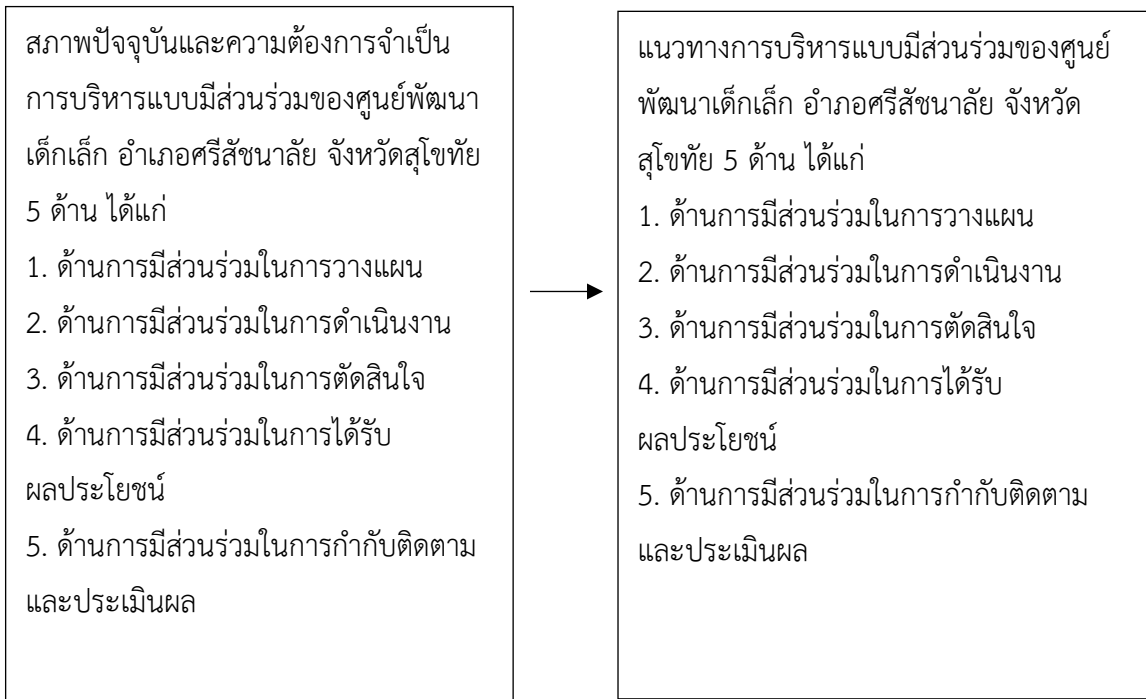 สภาพปัจจุบันและความต้องการจำเป็น
การบริหารแบบมีส่วนร่วมของศูนย์พัฒนา
เด็กเล็ก อำเภอศรีสัชนาลัย จังหวัดสุโขทัย
5 ด้าน ได้แก่
1. ด้านการมีส่วนร่วมในการวางแผน
2. ด้านการมีส่วนร่วมในการดำเนินงาน
3. ด้านการมีส่วนร่วมในการตัดสินใจ
4. ด้านการมีส่วนร่วมในการได้รับ
ผลประโยชน์
5. ด้านการมีส่วนร่วมในการกำกับติดตาม
และประเมินผล
แนวทางการบริหารแบบมีส่วนร่วมของศูนย์
พัฒนาเด็กเล็ก อำภอศรีสัชนาลัย จังหวัด
สุโขทัย 5 ด้าน ได้แก่
1. ด้านการมีส่วนร่วมในการวางแผน
2. ด้านการมีส่วนร่วมในการดำเนินงาน
3. ด้านการมีส่วนร่วมในการตัดสินใจ
4. ด้านการมีส่วนร่วมในการได้รับ
ผลประโยชน์
5. ด้านการมีส่วนร่วมในการกำกับติดตาม
และประเมินผล